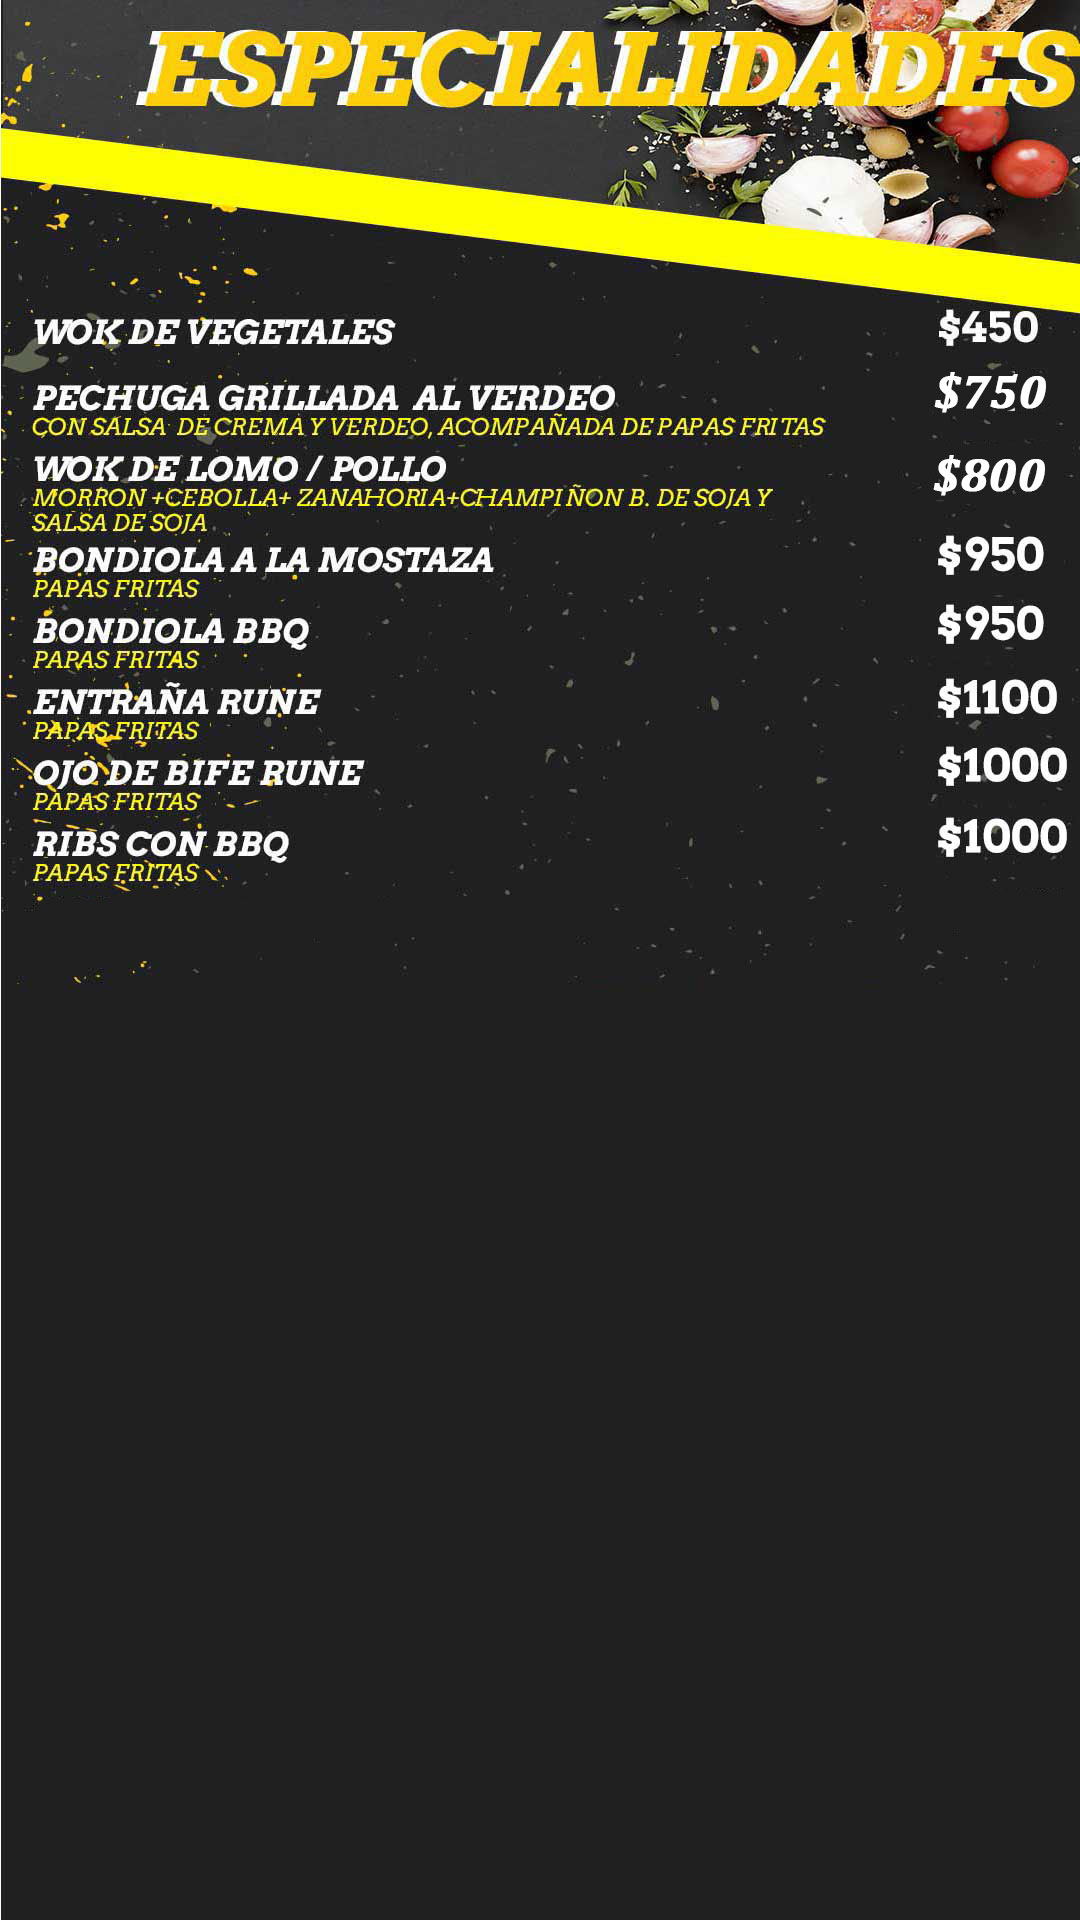 ESPECIALIDADES
WOK DE VEGETALES $450
PECHUGA GRILLADA AL VERDEO $750
CON SALSA DE CREMA Y VERDEO, ACOMPAÑADA DE PAPAS FRITAS
WOK DE LOMO / POLLO $800
MORRON +CEBOLLA+ ZANAHORIA+CHAMPIÑON B. DE SOJA Y
SALSA DE SOJA
BONDIOLA A LA MOSTAZA $950
PAPAS FRITAS
BONDIOLA BBQ $950
PAPAS FRITAS
ENTRAÑA RUNE $1100
PAPAS FRITAS
OJO DE BIFE RUNE $1000
PAPAS FRITAS
RIBS CON BBQ $1000
PAPAS FRITAS